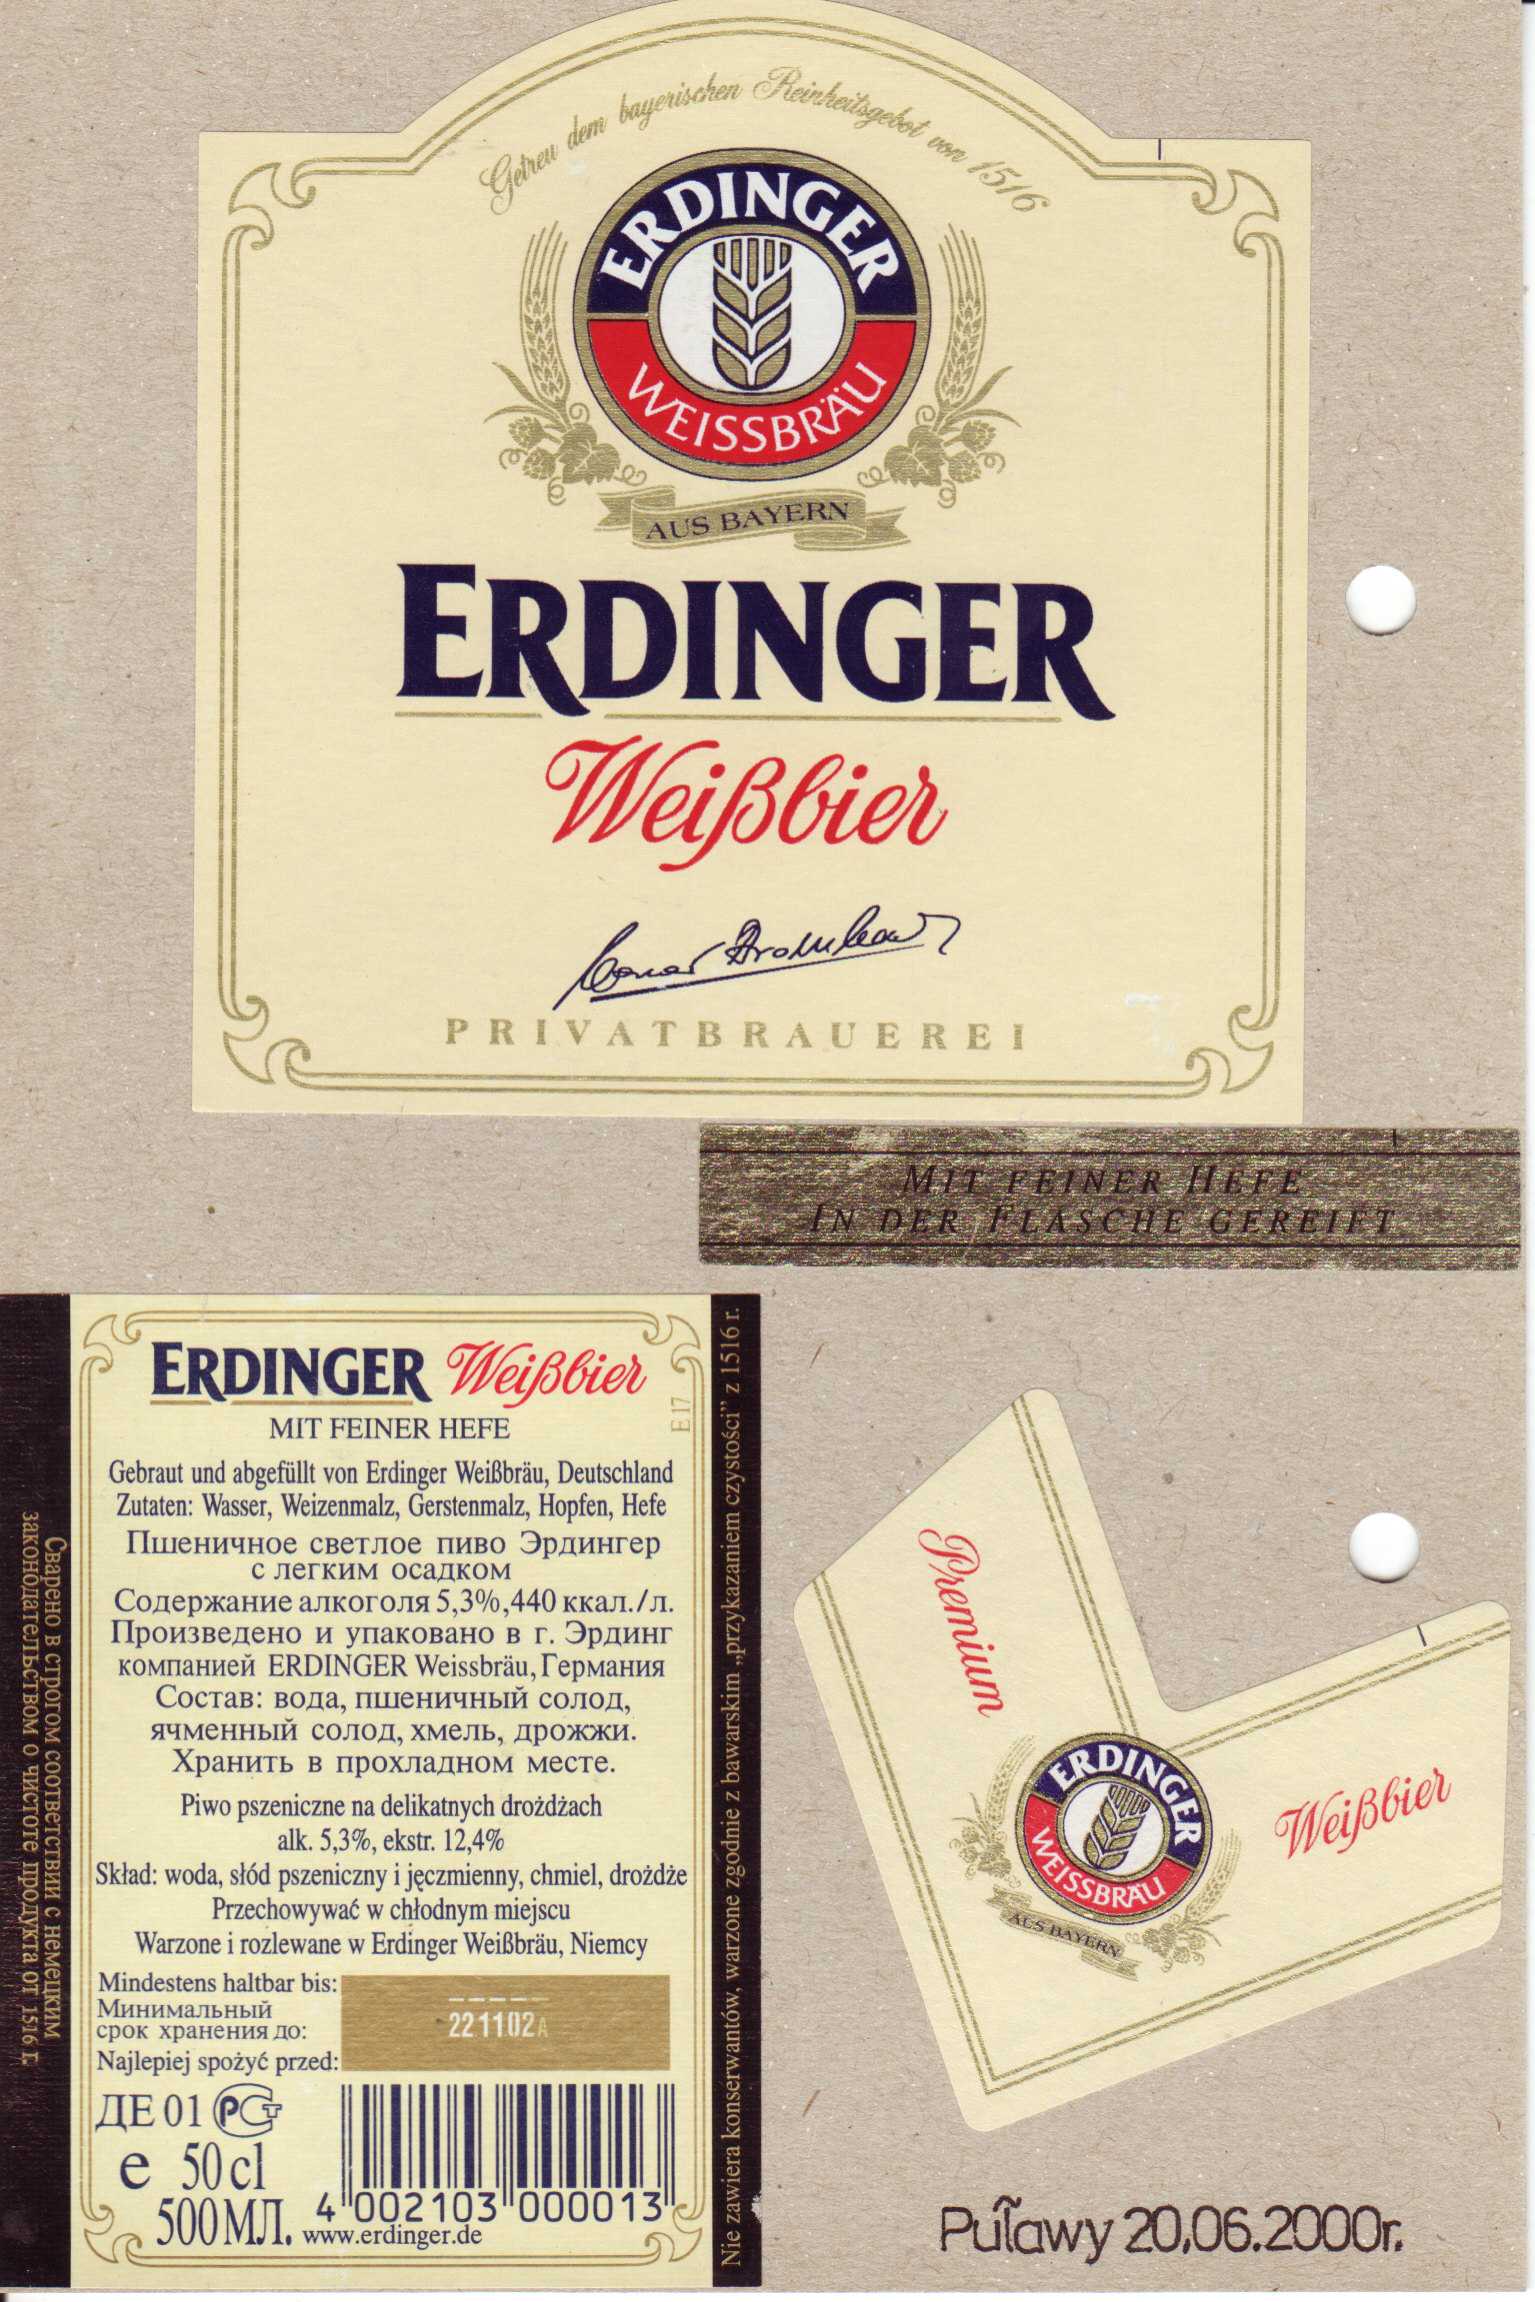 Getreu dem bayerischen Reinheitsgebot von 1516
ERDINGER
WEISSBRÄU
AUS BAYERN
ERDINGER
Weißbier
PRIVATBRAUEREI
MIT FEINER HEFE
IN DER FLASCHE GEREIFT
Сварено в строгом соответствии с немецким
законодательством о чистоте продукта от 1516 г.
ERDINGER Weißbier
MIT FEINER HEFE
E 17
Gebraut und abgefüllt von Erdinger Weißbräu, Deutschland
Zutaten: Wasser, Weizenmalz, Gerstenmalz, Hopfen, Hefe
Пшеничное светлое пиво Эрдингер
с легким осадком
Содержание алкоголя 5,3%,440 ккал./л.
Произведено и упаковано в г. Эрдинг
компанией ERDINGER Weissbräu, Германия
Состав: вода, пшеничный солод,
ячменный солод, хмель, дрожжи.
Хранить в прохладном месте.
Piwo pszeniczne na delikatnych drożdżach
alk. 5,3%, ekstr. 12,4%
Skład: woda, słód pszeniczny i jęczmienny, chmiel, drożdże
Przechowywać w chłodnym miejscu
Warzone i rozlewane w Erdinger Weißbräu, Niemcy
Mindestens haltbar bis:
Минимальный
срок хранения до:
Najlepiej spożyć przed:
221102A
ДЕ 01 РСТ
e 50 cl
500 МЛ.
4 002103 000013
www.erdinger.de
Nie zawiera konserwantów, warzone zgodnie z bawarskim „przykazaniem czystości” z 1516 r.
Premium
ERDINGER
WEISSBRÄU
AUS BAYERN
Weißbier
Puławy 20.06.2000r.